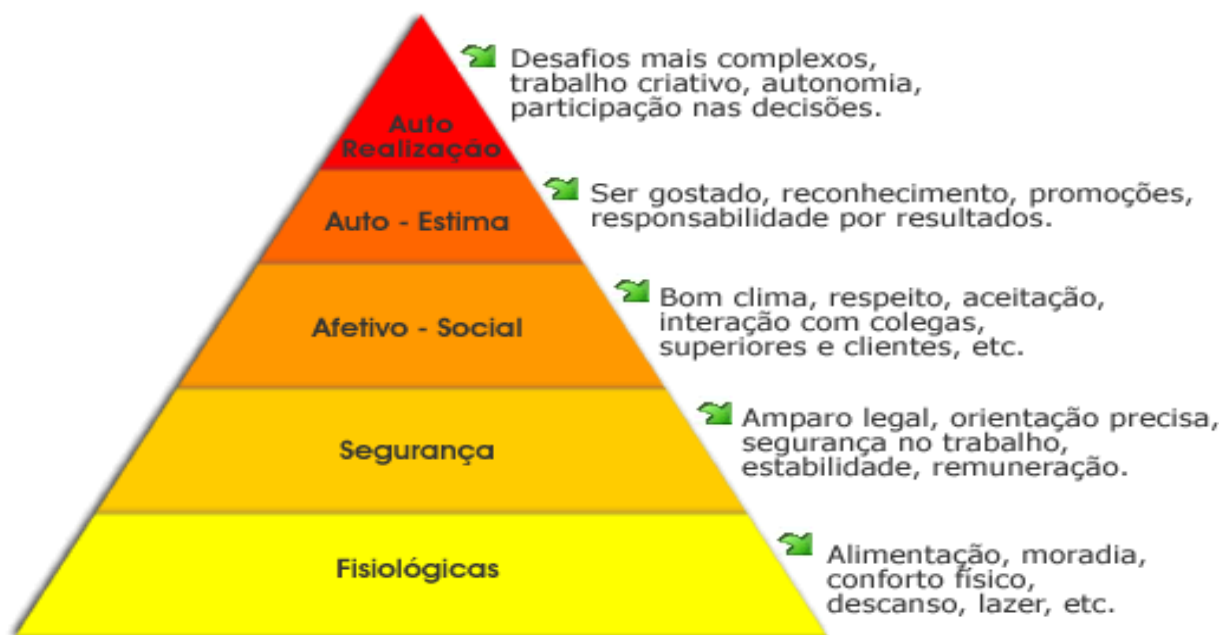 Desafios mais complexos,
trabalho criativo, autonomia,
participação nas decisões.
Auto
Realização
Ser gostado, reconhecimento, promoções,
responsabilidade por resultados.
Auto - Estima
Bom clima, respeito, aceitação,
interação com colegas,
superiores e clientes, etc.
Afetivo - Social
Amparo legal, orientação precisa,
segurança no trabalho,
estabilidade, remuneração.
Segurança
Alimentação, moradia,
conforto físico,
descanso, lazer, etc.
Fisiológicas